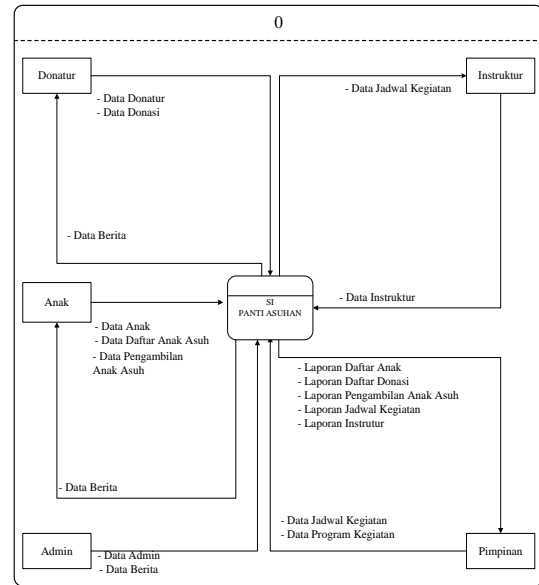 0
Donatur
Instruktur
- Data Donatur
- Data Donasi
- Data Jadwal Kegiatan
- Data Berita
Anak
SI
PANTI ASUHAN
- Data Instruktur
- Data Anak
- Data Daftar Anak Asuh
- Data Pengambilan
Anak Asuh
- Laporan Daftar Anak
- Laporan Daftar Donasi
- Laporan Pengambilan Anak Asuh
- Laporan Jadwal Kegiatan
- Laporan Instrutur
- Data Berita
- Data Jadwal Kegiatan
- Data Program Kegiatan
Admin
- Data Admin
- Data Berita
Pimpinan